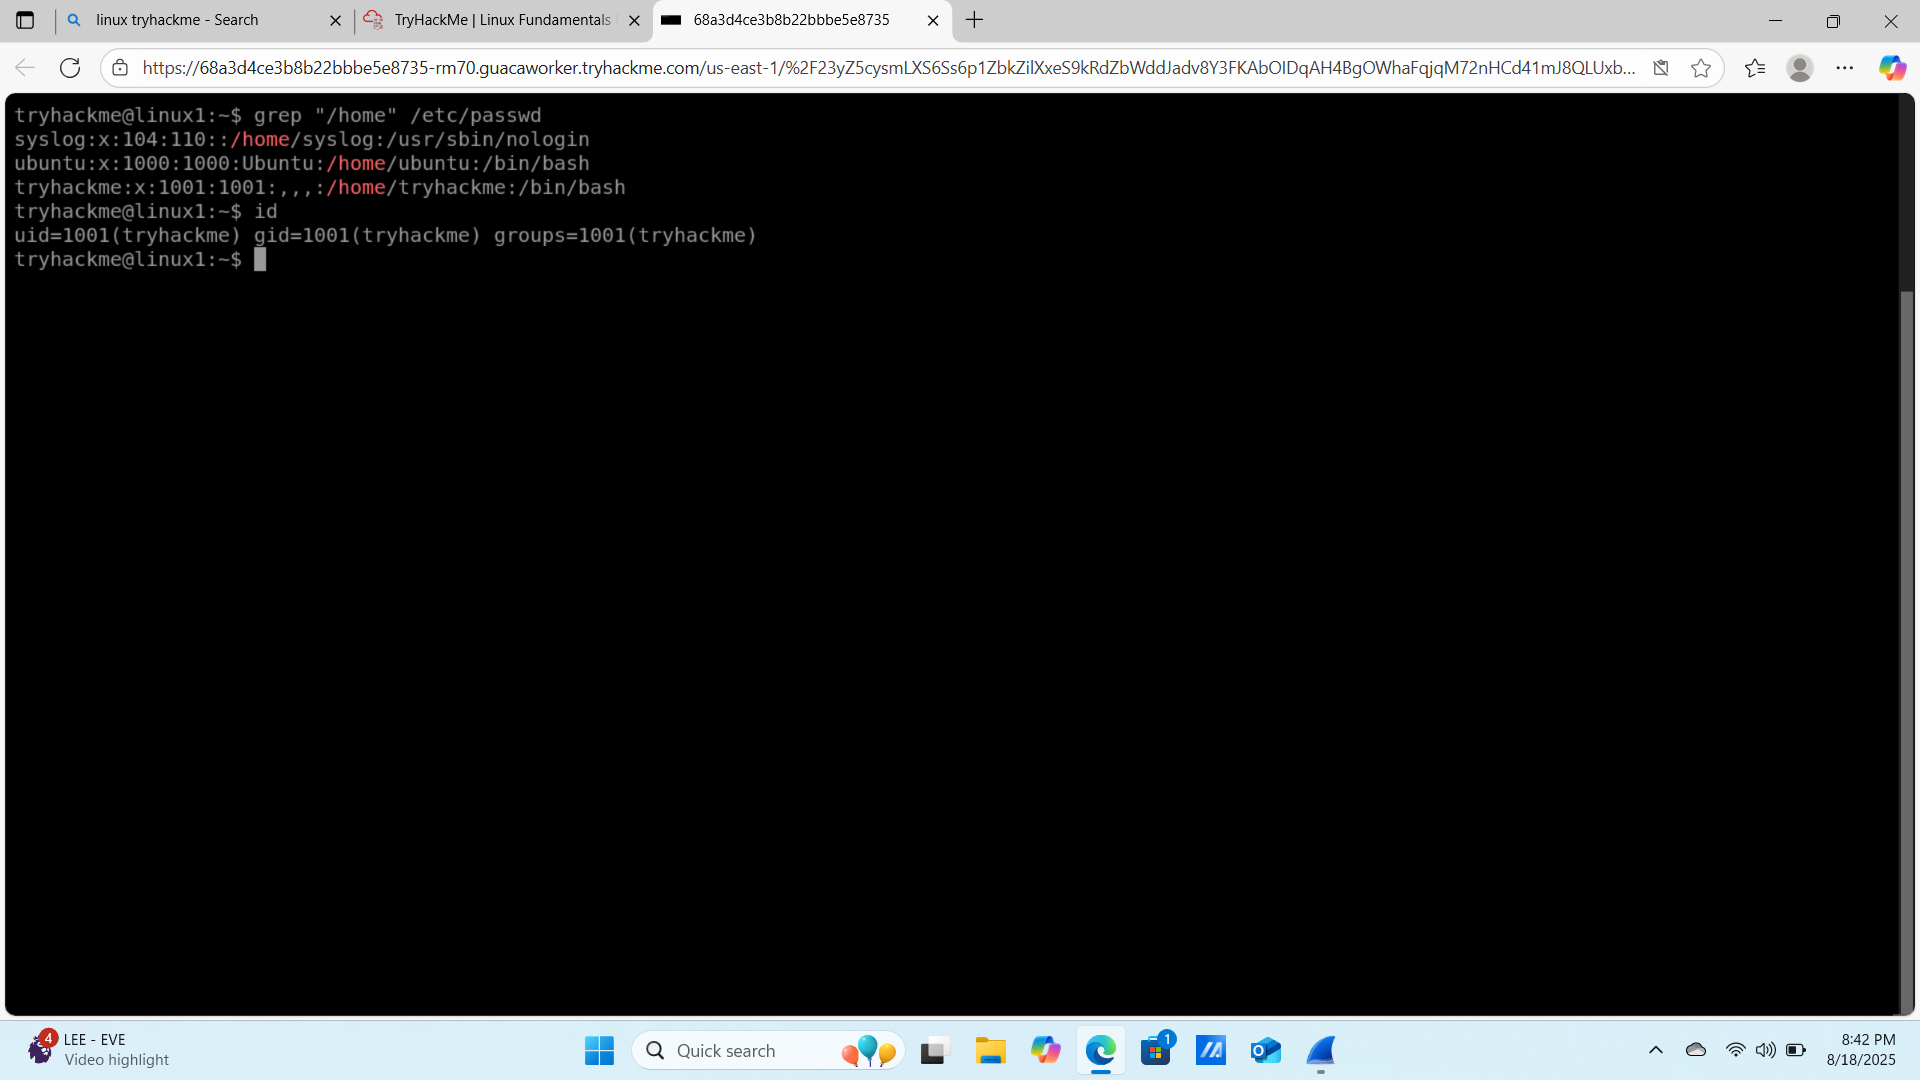 linux tryhackme - Search
TryHackMe | Linux Fundamentals
68a3d4ce3b8b22bbbe5e8735
https://68a3d4ce3b8b22bbbe5e8735-rm70.guacaworker.tryhackme.com/us-east-1/%2F23yZ5cysmLXS6Ss6p1ZbkZilXxeS9kRdZbWddJadv8Y3FKAbOIDqAH4BgOWhaFqjqM72nHCd41mJ8QLUxb...
tryhackme@linux1:~$ grep "/home" /etc/passwd
syslog:x:104:110::/home/syslog:/usr/sbin/nologin
ubuntu:x:1000:1000:Ubuntu:/home/ubuntu:/bin/bash
tryhackme:x:1001:1001:,,,:/home/tryhackme:/bin/bash
tryhackme@linux1:~$ id
uid=1001(tryhackme) gid=1001(tryhackme) groups=1001(tryhackme)
tryhackme@linux1:~$
4
LEE - EVE
Video highlight
Quick search
1
8:42 PM
8/18/2025